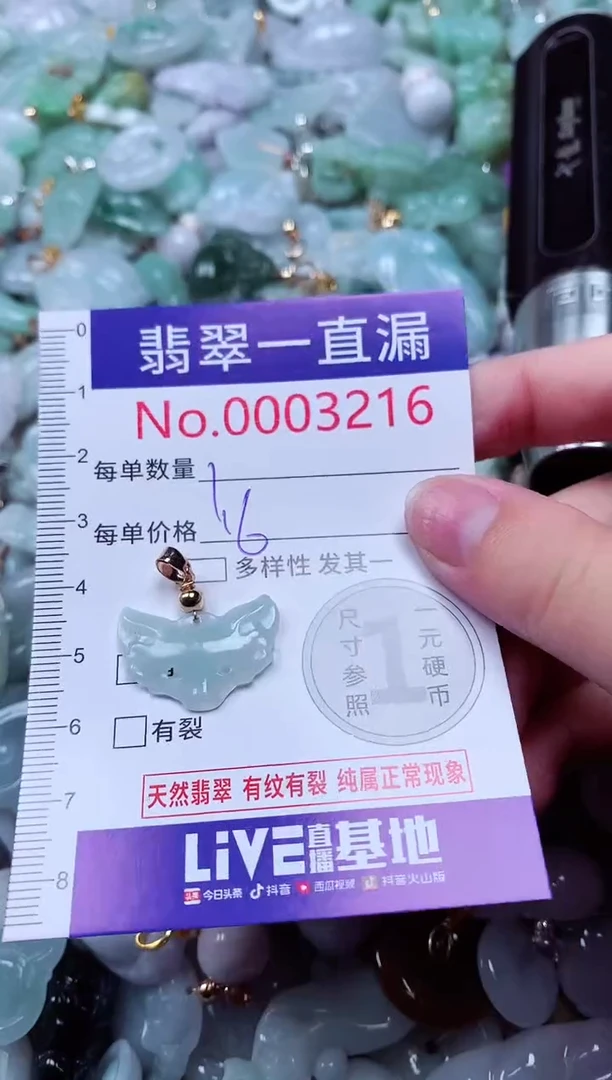 翡翠一直漏
No.0003216
每单数量 1
每单价格 16
多样性 发其一
有裂
尺寸参照
1
一元硬币
天然翡翠 有纹有裂 纯属正常现象
LiVE直播基地
头条 今日头条 抖音 西瓜视频 抖音火山版
0
1
2
3
4
5
6
7
8